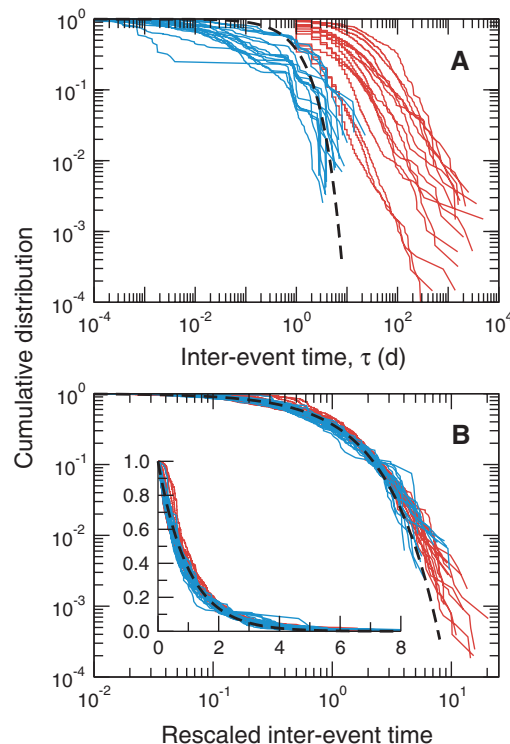 Cumulative distribution
A
10^0
10^-1
10^-2
10^-3
10^-4
10^-4 10^-2 10^0 10^2 10^4
Inter-event time, τ (d)
B
10^0
10^-1
10^-2
10^-3
10^-4
1.0
0.8
0.6
0.4
0.2
0.0
0 2 4 6 8
10^-2 10^-1 10^0 10^1
Rescaled inter-event time